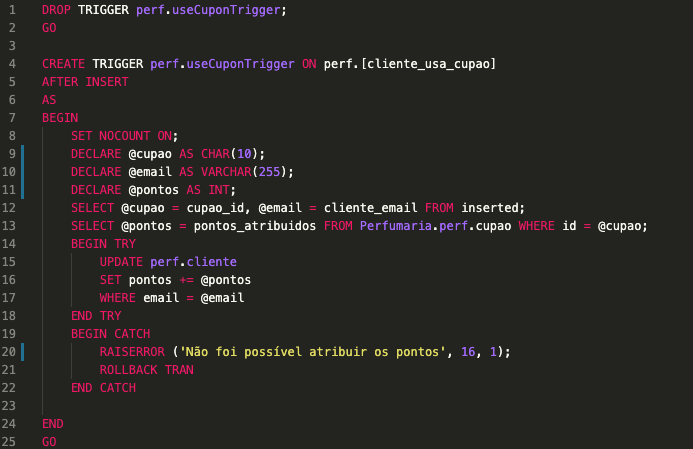 1 DROP TRIGGER perf.useCuponTrigger;
2 GO
3
4 CREATE TRIGGER perf.useCuponTrigger ON perf.[cliente_usa_cupao]
5 AFTER INSERT
6 AS
7 BEGIN
8     SET NOCOUNT ON;
9     DECLARE @cupao AS CHAR(10);
10     DECLARE @email AS VARCHAR(255);
11     DECLARE @pontos AS INT;
12     SELECT @cupao = cupao_id, @email = cliente_email FROM inserted;
13     SELECT @pontos = pontos_atribuidos FROM Perfumaria.perf.cupao WHERE id = @cupao;
14     BEGIN TRY
15         UPDATE perf.cliente
16         SET pontos += @pontos
17         WHERE email = @email
18     END TRY
19     BEGIN CATCH
20         RAISERROR ('Não foi possível atribuir os pontos', 16, 1);
21         ROLLBACK TRAN
22     END CATCH
23
24 END
25 GO